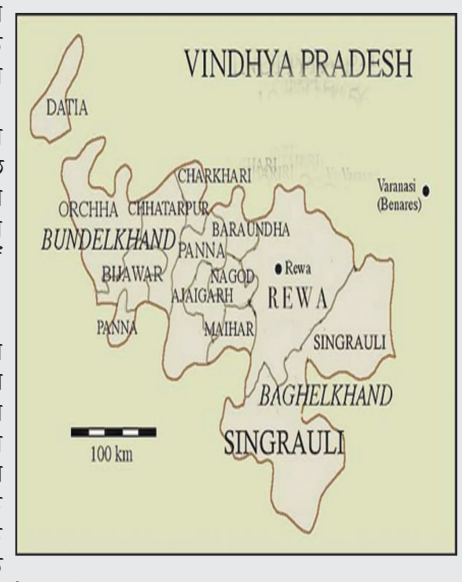 VINDHYA PRADESH
DATIA
CHARKHARI
Varanasi
(Benares)
ORCHHA
CHHATARPUR
BARAUNDHA
BUNDELKHAND
PANNA
BIJAWAR
NAGOD
Rewa
AJAIGARH
REWA
PANNA
MAIHAR
SINGRAULI
BAGHELKHAND
SINGRAULI
100 km